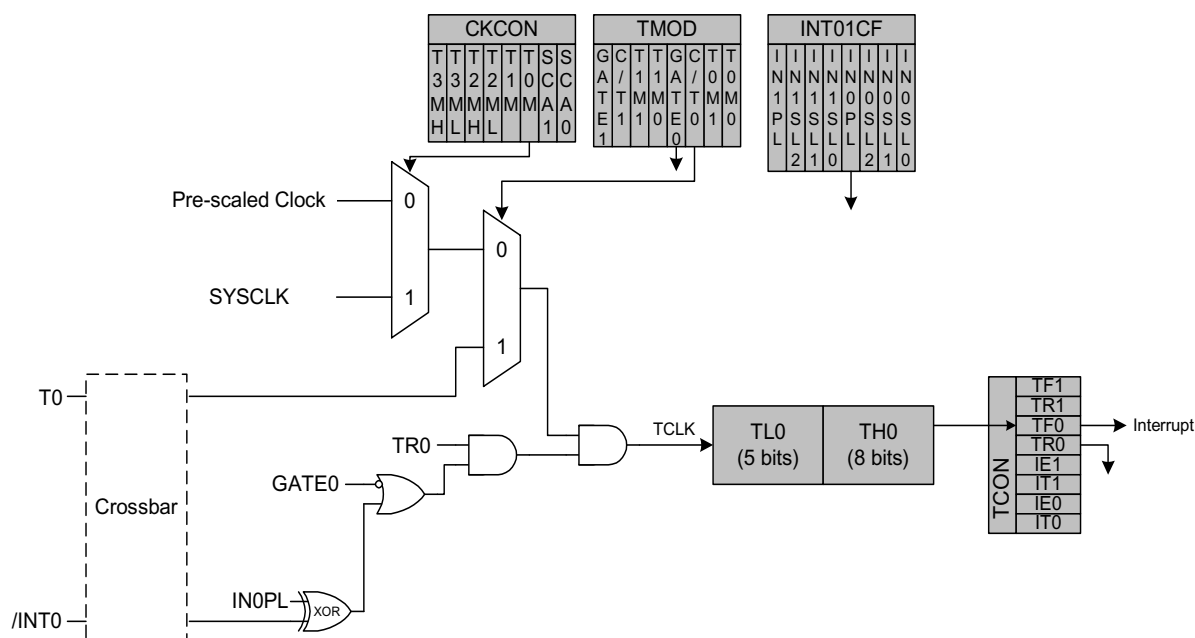 CKCON
TMOD
INT01CF
T3MH
T3ML
T2MH
T2ML
T1M
T0M
SCA1
SCA0
GATE1
C/T1
T1M1
T1M0
GATE0
C/T0
T0M1
T0M0
IN1PL
IN1SL2
IN1SL1
IN1SL0
IN0PL
IN0SL2
IN0SL1
IN0SL0
Pre-scaled Clock
0
SYSCLK
1
0
1
T0
Crossbar
/INT0
TR0
GATE0
IN0PL
XOR
TCLK
TL0
(5 bits)
TH0
(8 bits)
TCON
TF1
TR1
TF0
TR0
IE1
IT1
IE0
IT0
Interrupt